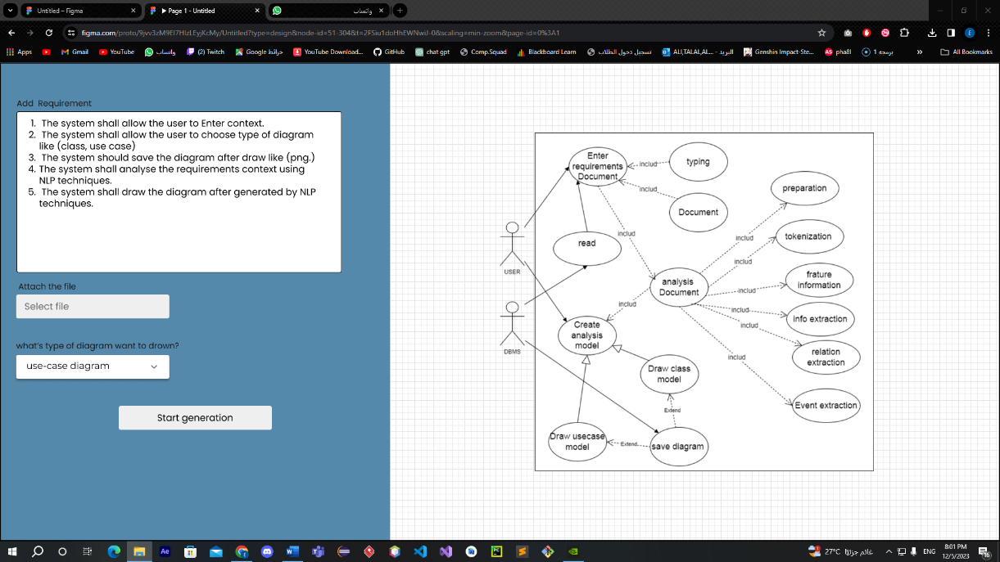 Untitled – Figma
Page 1 - Untitled
واتساب
figma.com/proto/9jvv3zM9El7HlzLEyjKcMy/Untitled?type=design&node-id=51-304&t=2FSiu1doHhEWNwiJ-0&scaling=min-zoom&page-id=0%3A1
Apps
Gmail
YouTube
واتساب
(2) Twitch
خرائط Google
YouTube Download...
GitHub
chat gpt
Comp.Squad
Blackboard Learn
تسجيل دخول الطلاب
البريد - ALI,TALAL,AL...
Genshin Impact-Ste...
pha8l
برمجه 1
All Bookmarks
Add Requirement
1. The system shall allow the user to Enter context.
2. The system shall allow the user to choose type of diagram
like (class, use case)
3. The system should save the diagram after draw like (png.)
4. The system shall analyse the requirements context using
NLP techniques.
5. The system shall draw the diagram after generated by NLP
techniques.
Attach the file
Select file
what's type of diagram want to drown?
use-case diagram
Start generation
Enter
requirements
Document
includ
typing
includ
Document
preparation
includ
read
includ
tokenization
USER
includ
analysis
Document
includ
frature
information
includ
includ
info extraction
includ
Create
analysis
model
DBMS
relation
extraction
includ
Draw class
model
Extend
Event extraction
Draw usecase
model
Extend
save diagram
27°C غائم جزئيًا
ENG
8:01 PM
12/5/2023
16